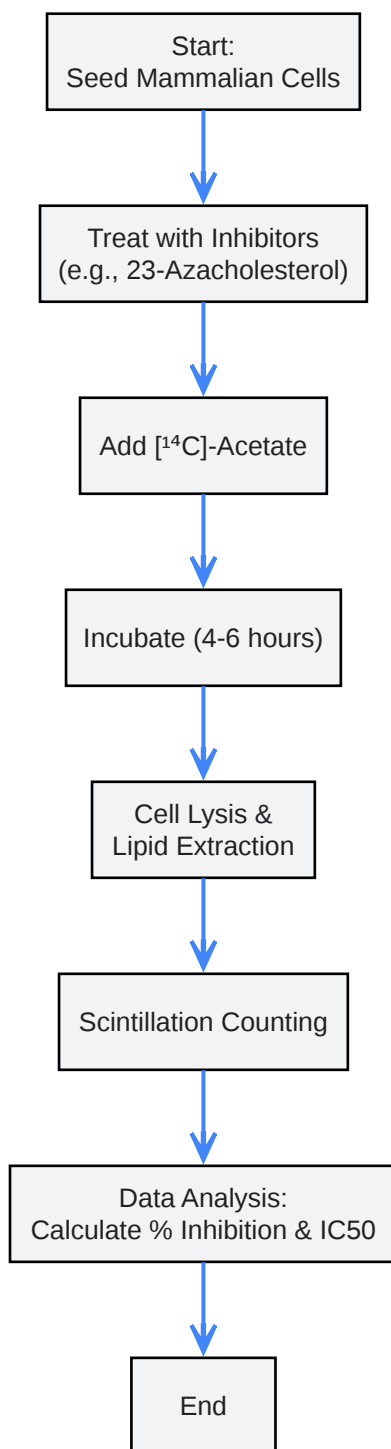 Start:
Seed Mammalian Cells
Treat with Inhibitors
(e.g., 23-Azacholesterol)
Add [¹⁴C]-Acetate
Incubate (4-6 hours)
Cell Lysis &
Lipid Extraction
Scintillation Counting
Data Analysis:
Calculate % Inhibition & IC50
End